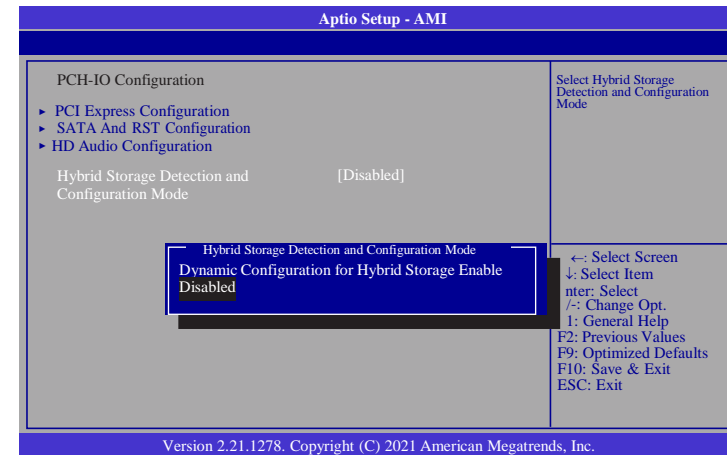 Aptio Setup - AMI
PCH-IO Configuration
► PCI Express Configuration
► SATA And RST Configuration
► HD Audio Configuration
Hybrid Storage Detection and [Disabled]
Configuration Mode
Select Hybrid Storage
Detection and Configuration
Mode
Hybrid Storage Detection and Configuration Mode
Dynamic Configuration for Hybrid Storage Enable
Disabled
←: Select Screen
↓: Select Item
nter: Select
/-: Change Opt.
1: General Help
F2: Previous Values
F9: Optimized Defaults
F10: Save & Exit
ESC: Exit
Version 2.21.1278. Copyright (C) 2021 American Megatrends, Inc.